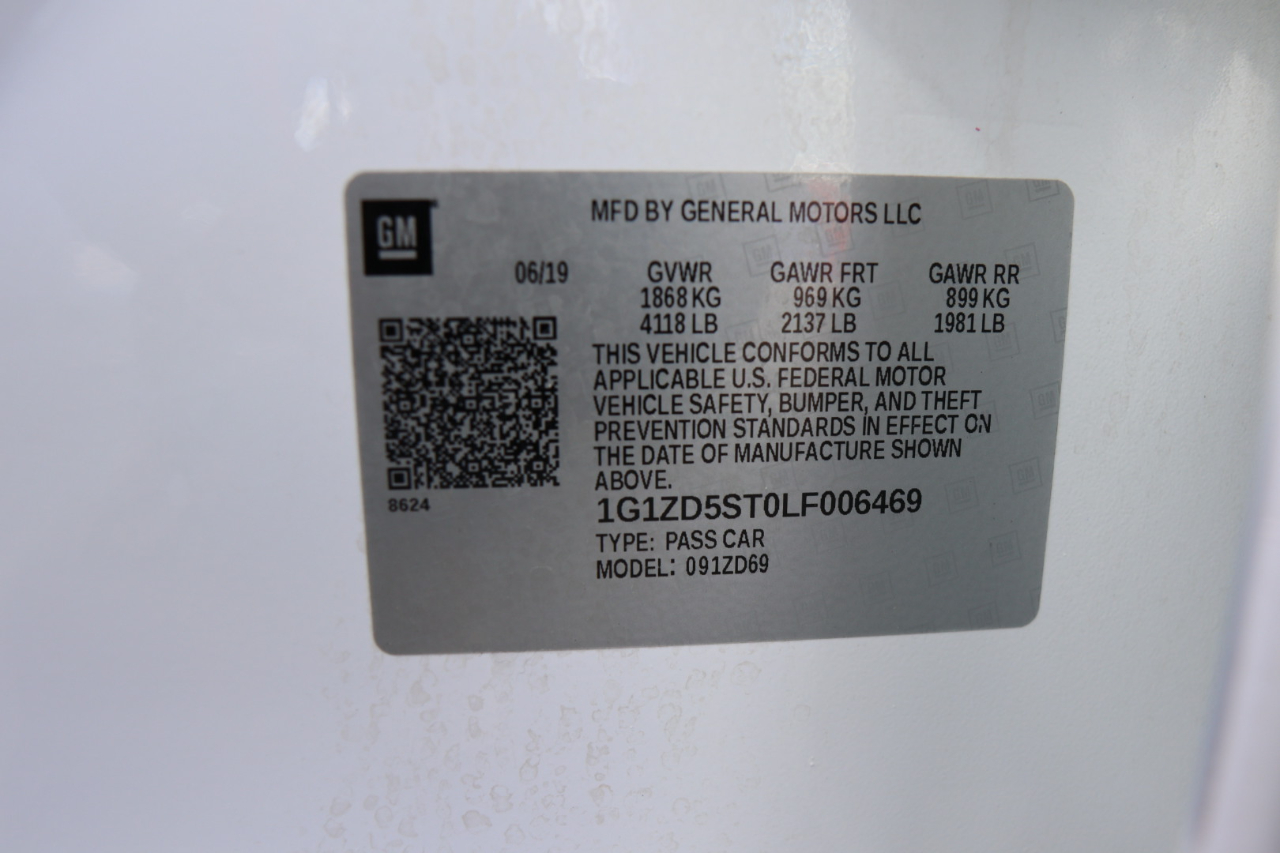 GM
MFD BY GENERAL MOTORS LLC
06/19 GVWR GAWR FRT GAWR RR
1868 KG 969 KG 899 KG
4118 LB 2137 LB 1981 LB
THIS VEHICLE CONFORMS TO ALL
APPLICABLE U.S. FEDERAL MOTOR
VEHICLE SAFETY, BUMPER, AND THEFT
PREVENTION STANDARDS IN EFFECT ON
THE DATE OF MANUFACTURE SHOWN
ABOVE.
8624
1G1ZD5ST0LF006469
TYPE: PASS CAR
MODEL: 091ZD69